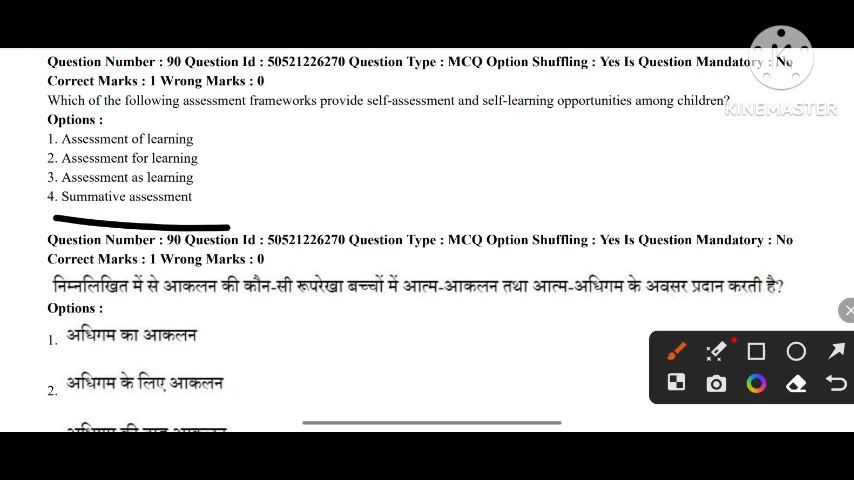 Question Number : 90 Question Id : 50521226270 Question Type : MCQ Option Shuffling : Yes Is Question Mandatory : No
Correct Marks : 1 Wrong Marks : 0
Which of the following assessment frameworks provide self-assessment and self-learning opportunities among children?
KINEMASTER
Options :
1. Assessment of learning
2. Assessment for learning
3. Assessment as learning
4. Summative assessment
Question Number : 90 Question Id : 50521226270 Question Type : MCQ Option Shuffling : Yes Is Question Mandatory : No
Correct Marks : 1 Wrong Marks : 0
निम्नलिखित में से आकलन की कौन-सी रूपरेखा बच्चों में आत्म-आकलन तथा आत्म-अधिगम के अवसर प्रदान करती है?
Options :
1. अधिगम का आकलन
2. अधिगम के लिए आकलन